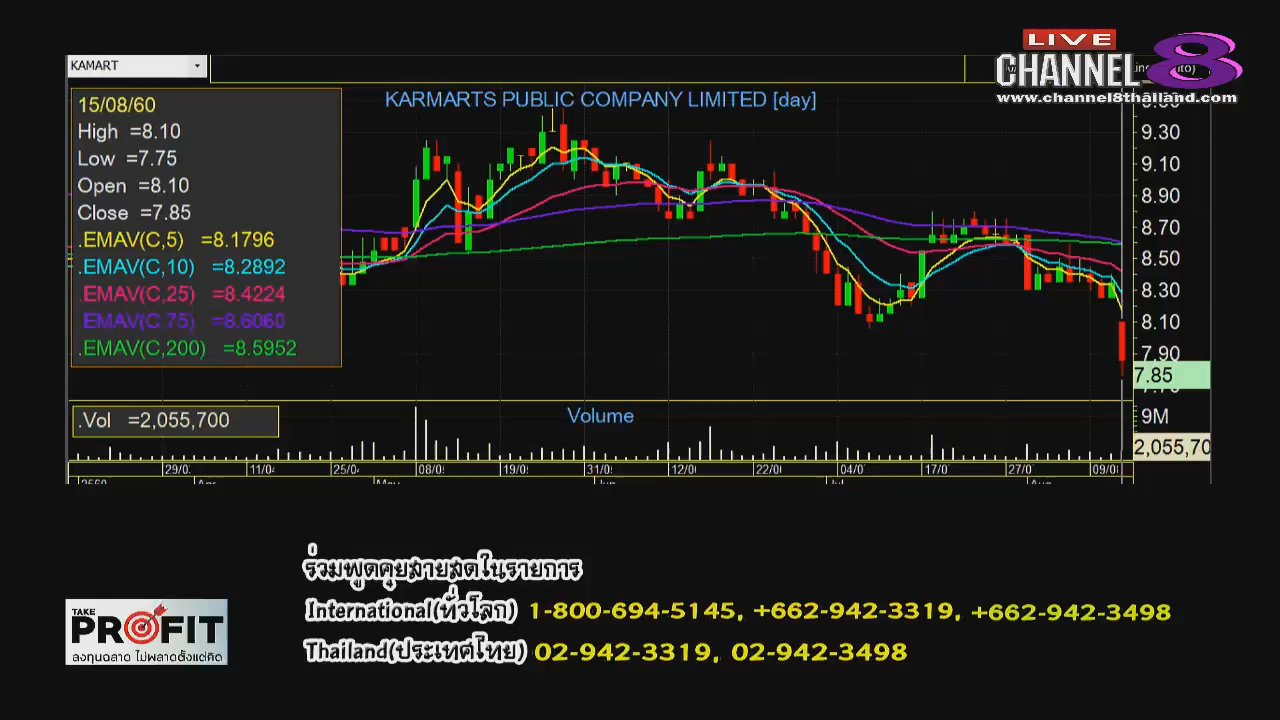 LIVE
CHANNEL 8
www.channel8thailand.com
KAMART
KARMARTS PUBLIC COMPANY LIMITED [day]
15/08/60
High =8.10
Low =7.75
Open =8.10
Close =7.85
.EMAV(C,5) =8.1796
.EMAV(C,10) =8.2892
.EMAV(C,25) =8.4224
.EMAV(C,75) =8.6060
.EMAV(C,200) =8.5952
9.30
9.10
8.90
8.70
8.50
8.30
8.10
7.90
7.85
.Vol =2,055,700
Volume
9M
2,055,70
29/0 11/0 25/0 08/0 19/0 31/0 12/0 22/0 04/0 17/0 27/0 09/0
ร่วมพูดคุยสายสดในรายการ
International(ทั่วโลก) 1-800-694-5145, +662-942-3319, +662-942-3498
Thailand(ประเทศไทย) 02-942-3319, 02-942-3498
TAKE
PROFIT
ลงทุนฉลาด ไม่พลาดตั้งแต่คิด